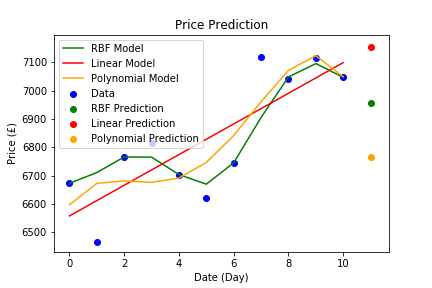 Price Prediction
RBF Model
Linear Model
Polynomial Model
Data
RBF Prediction
Linear Prediction
Polynomial Prediction
Price (£)
7100
7000
6900
6800
6700
6600
6500
0 2 4 6 8 10
Date (Day)